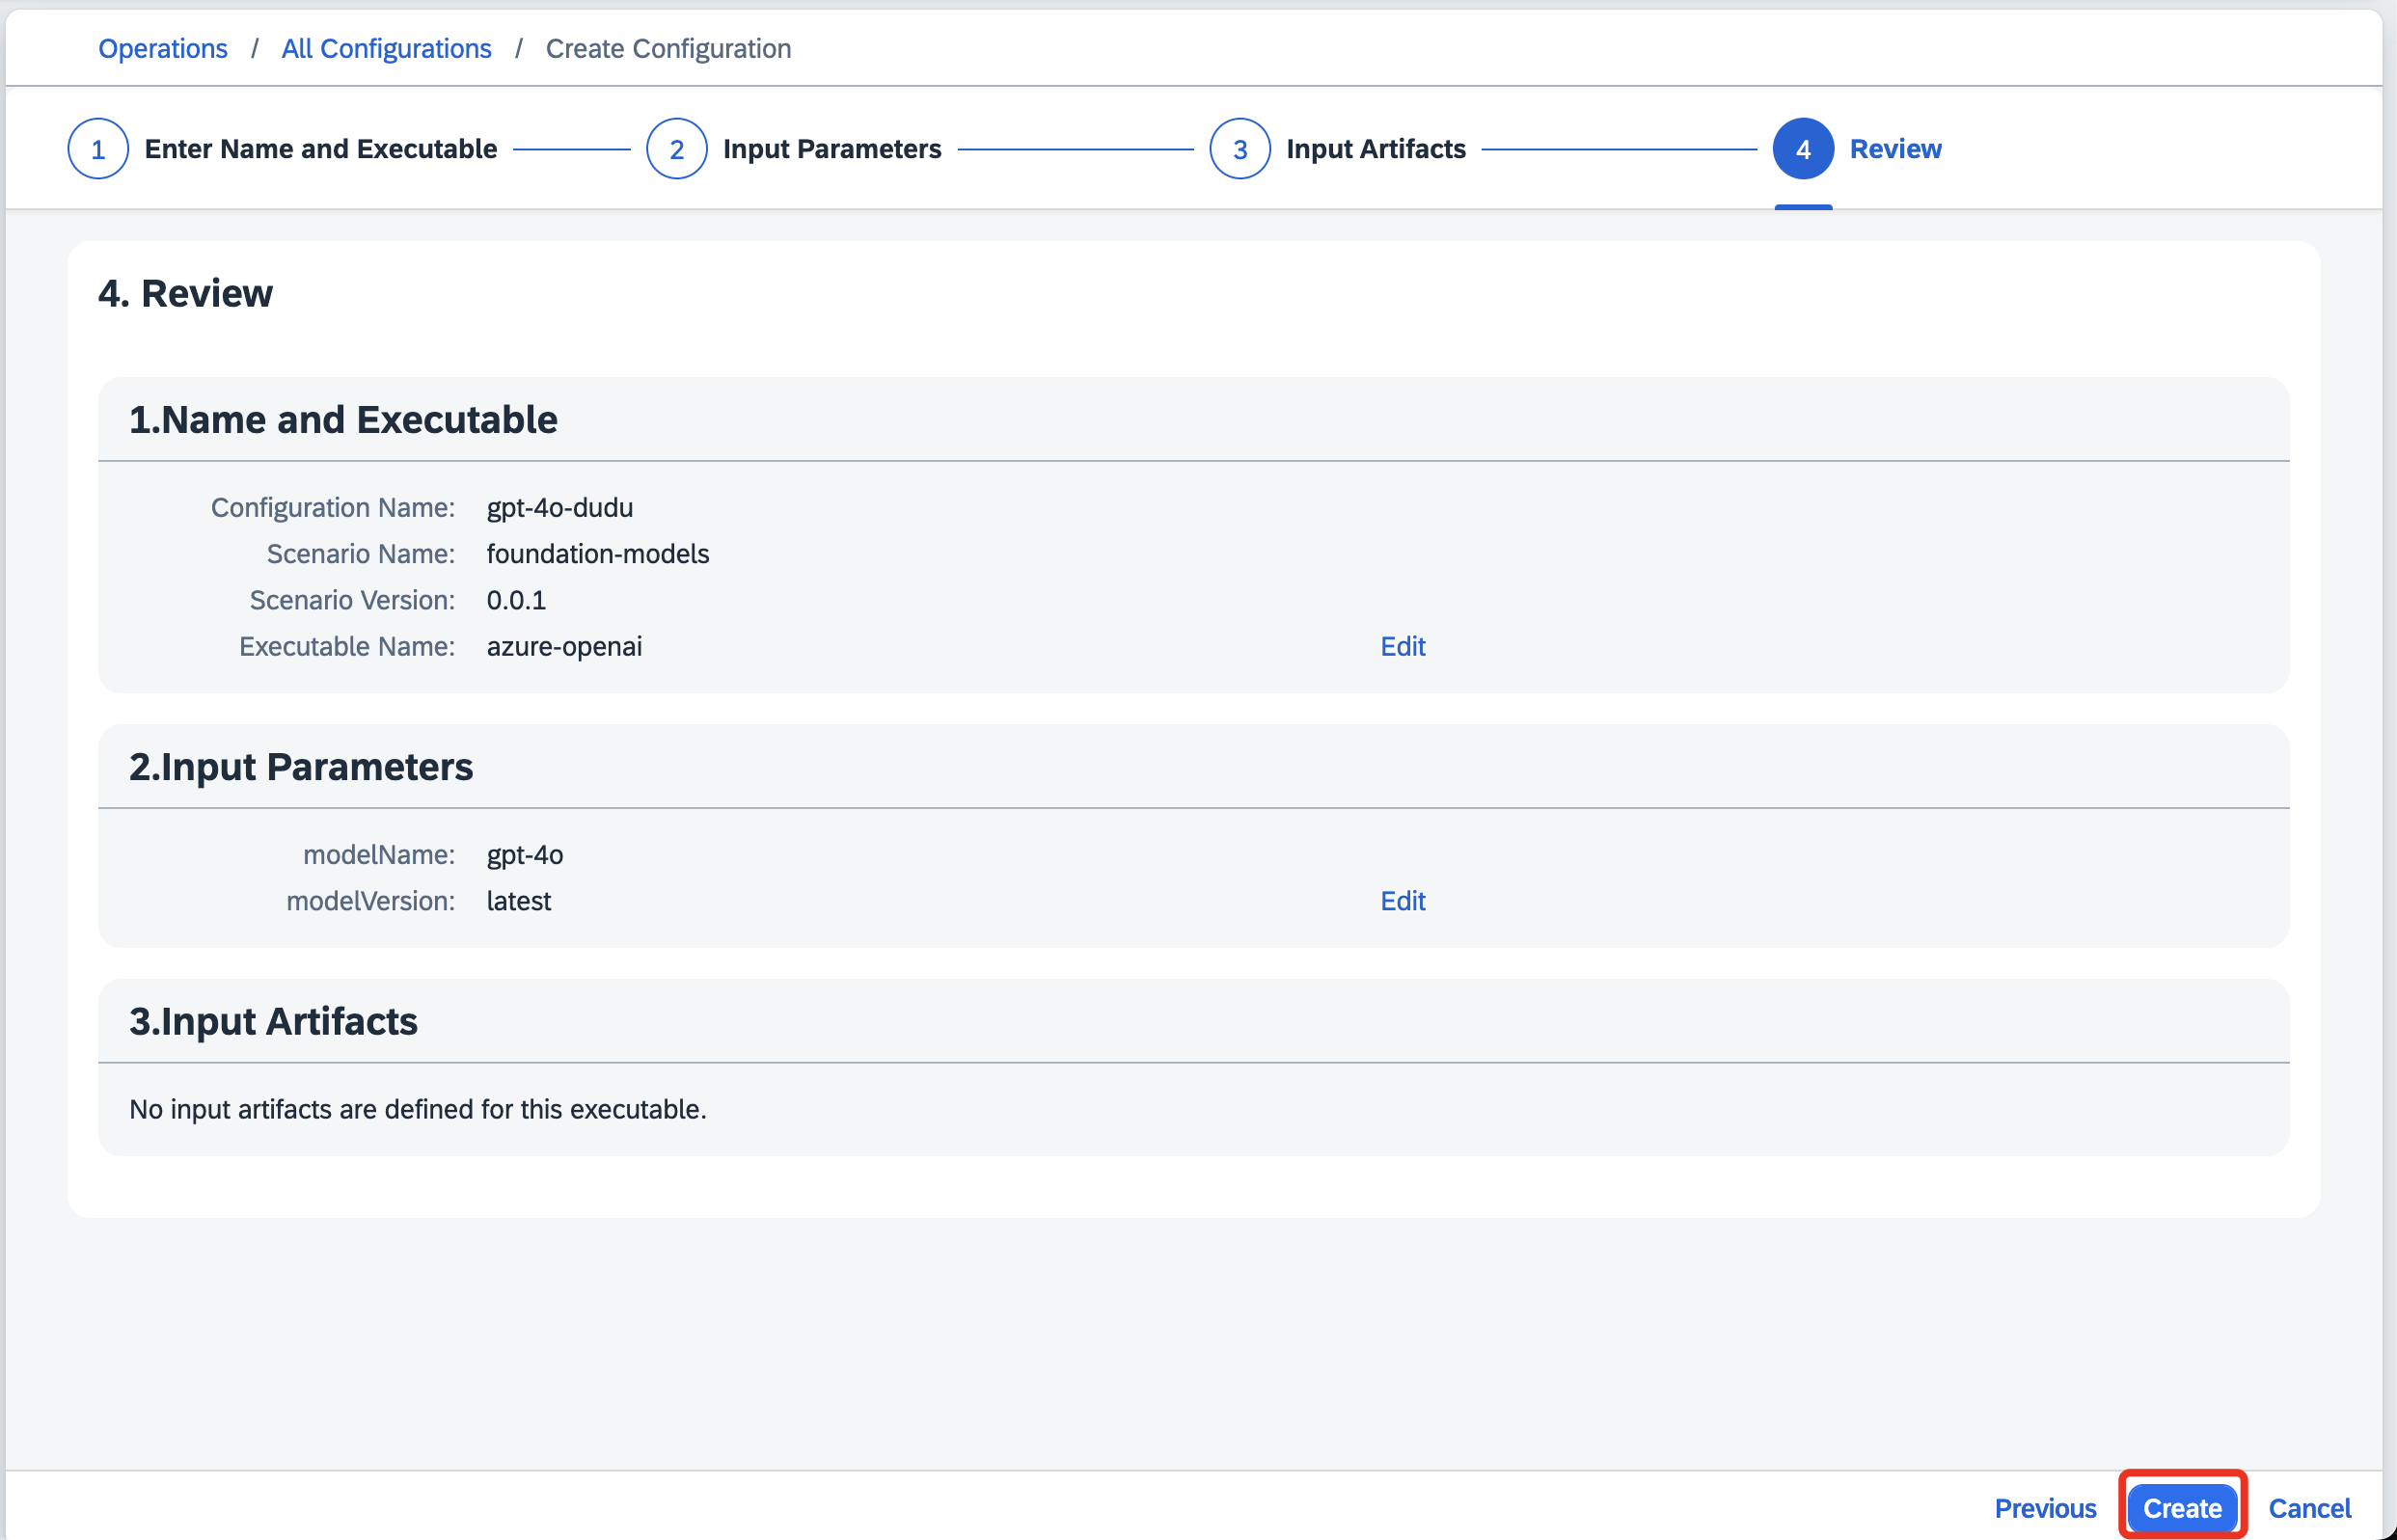 Operations / All Configurations / Create Configuration
1 Enter Name and Executable 2 Input Parameters 3 Input Artifacts 4 Review
4. Review
1.Name and Executable
Configuration Name: gpt-4o-dudu
Scenario Name: foundation-models
Scenario Version: 0.0.1
Executable Name: azure-openai Edit
2.Input Parameters
modelName: gpt-4o
modelVersion: latest Edit
3.Input Artifacts
No input artifacts are defined for this executable.
Previous Create Cancel